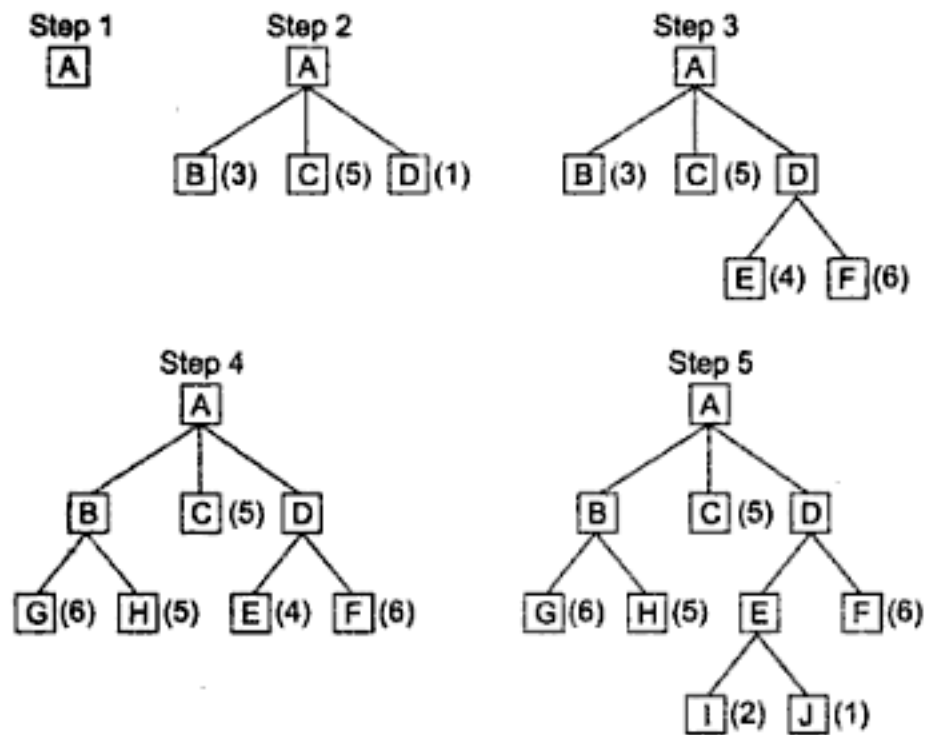 Step 1 Step 2 Step 3
A A A
B (3) C (5) D (1) B (3) C (5) D
E (4) F (6)
Step 4 Step 5
A A
B C (5) D B C (5) D
G (6) H (5) E (4) F (6) G (6) H (5) E F (6)
I (2) J (1)